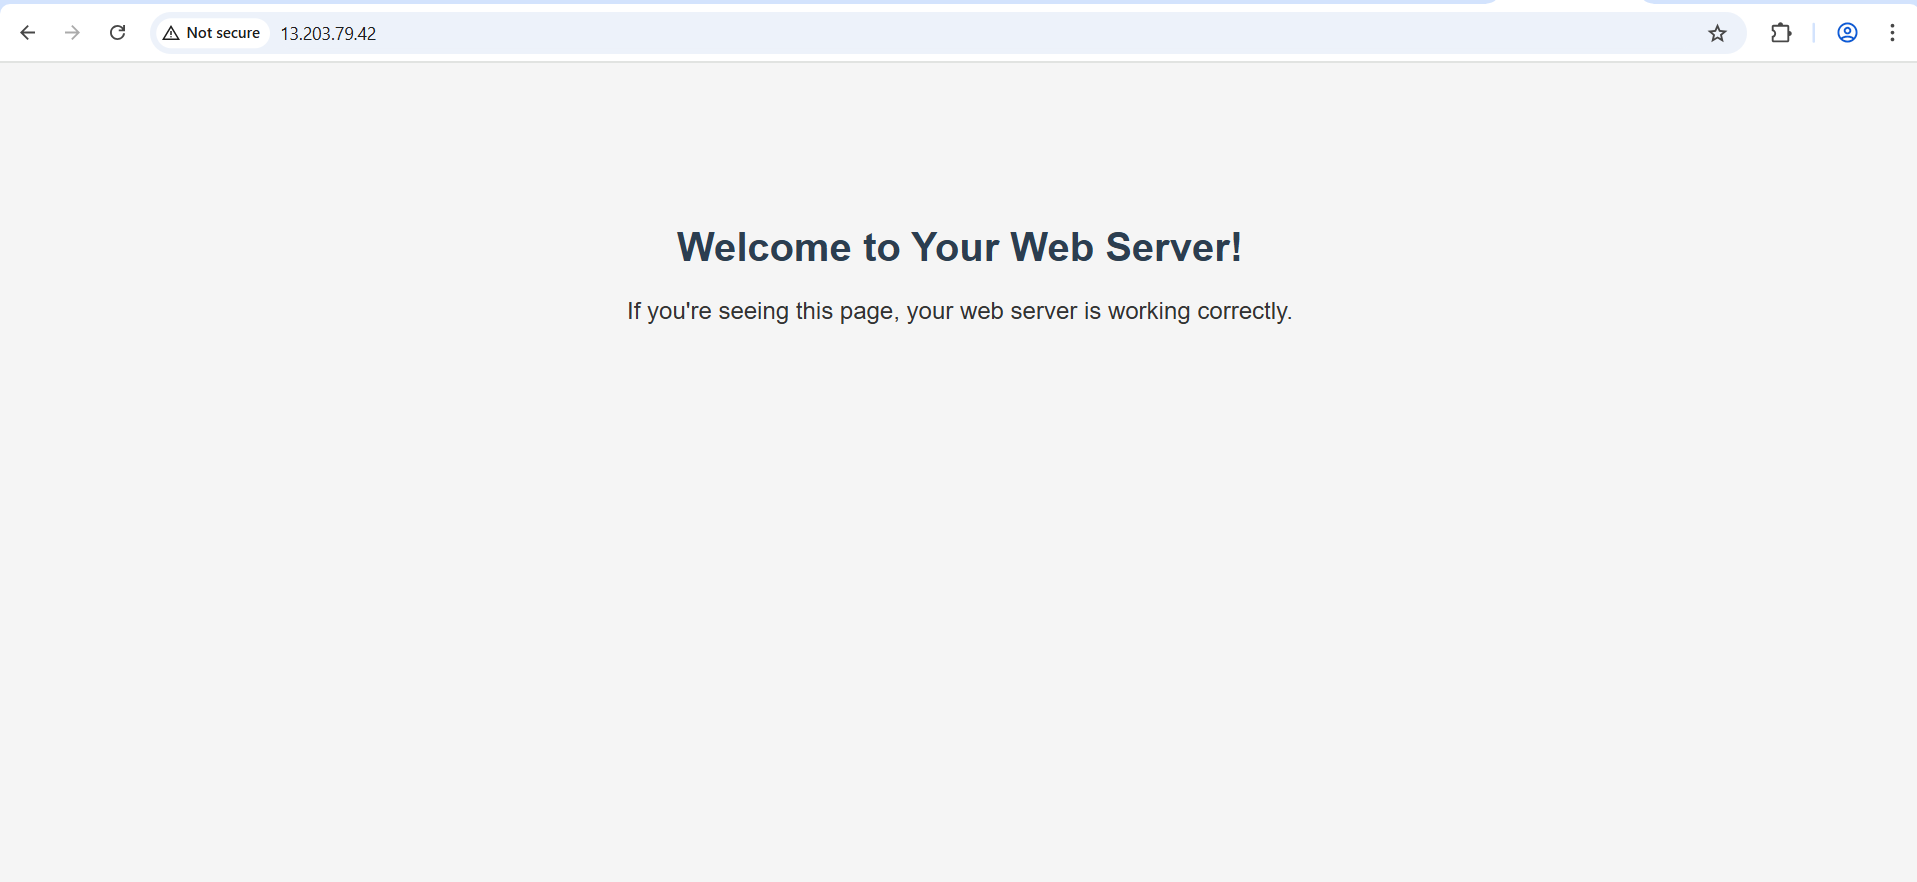 Not secure
13.203.79.42
Welcome to Your Web Server!
If you're seeing this page, your web server is working correctly.